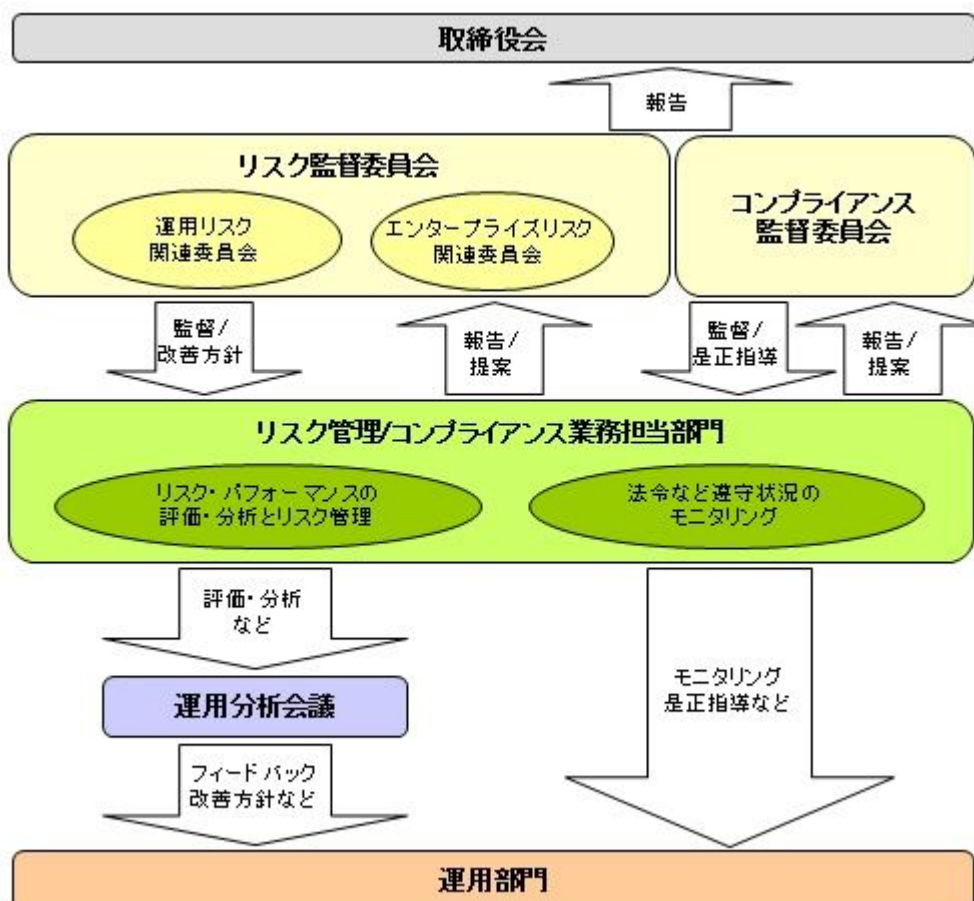 取締役会
報告
リスク監督委員会
運用リスク
関連委員会
エンタープライズリスク
関連委員会
コンプライアンス
監督委員会
監督/
改善方針
報告/
提案
監督/
是正指導
報告/
提案
リスク管理/コンプライアンス業務担当部門
リスク・パフォーマンスの
評価・分析とリスク管理
法令など遵守状況の
モニタリング
評価・分析
など
運用分析会議
モニタリング
是正指導など
フィードバック
改善方針など
運用部門